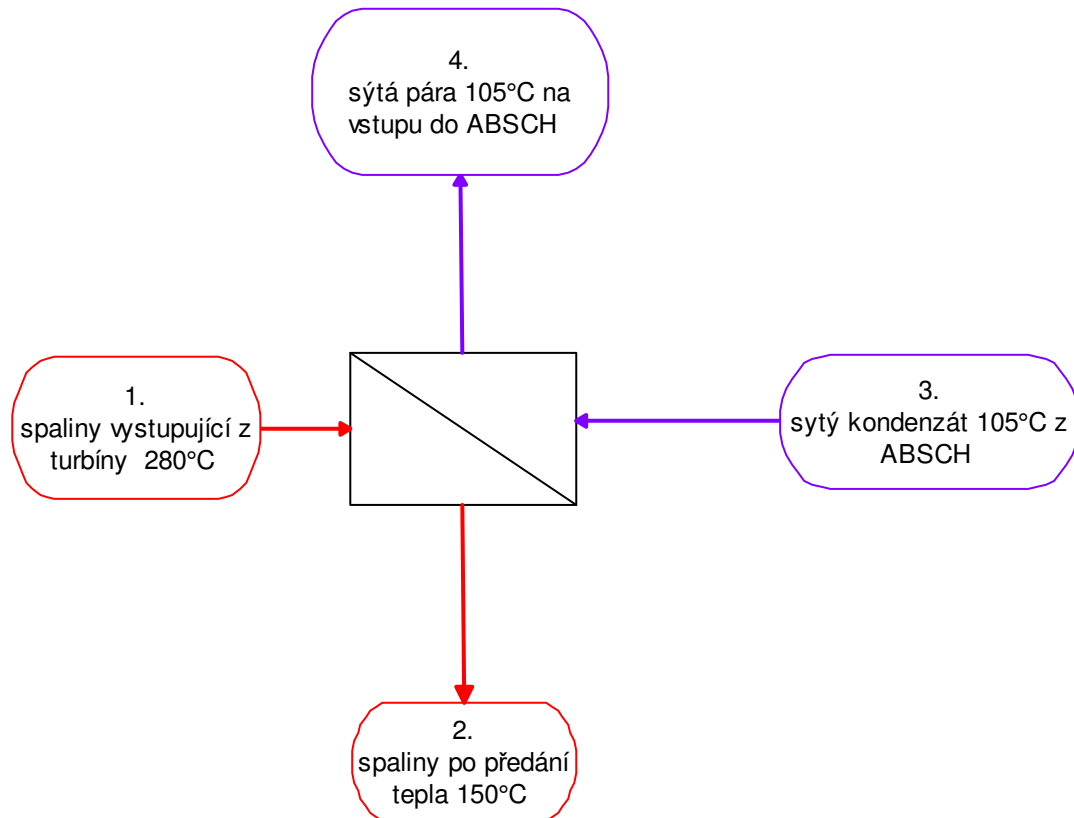 4.
sýtá pára 105°C na
vstupu do ABSCH
1.
spaliny vystupující z
turbíny 280°C
3.
sytý kondenzát 105°C z
ABSCH
2.
spaliny po předání
tepla 150°C